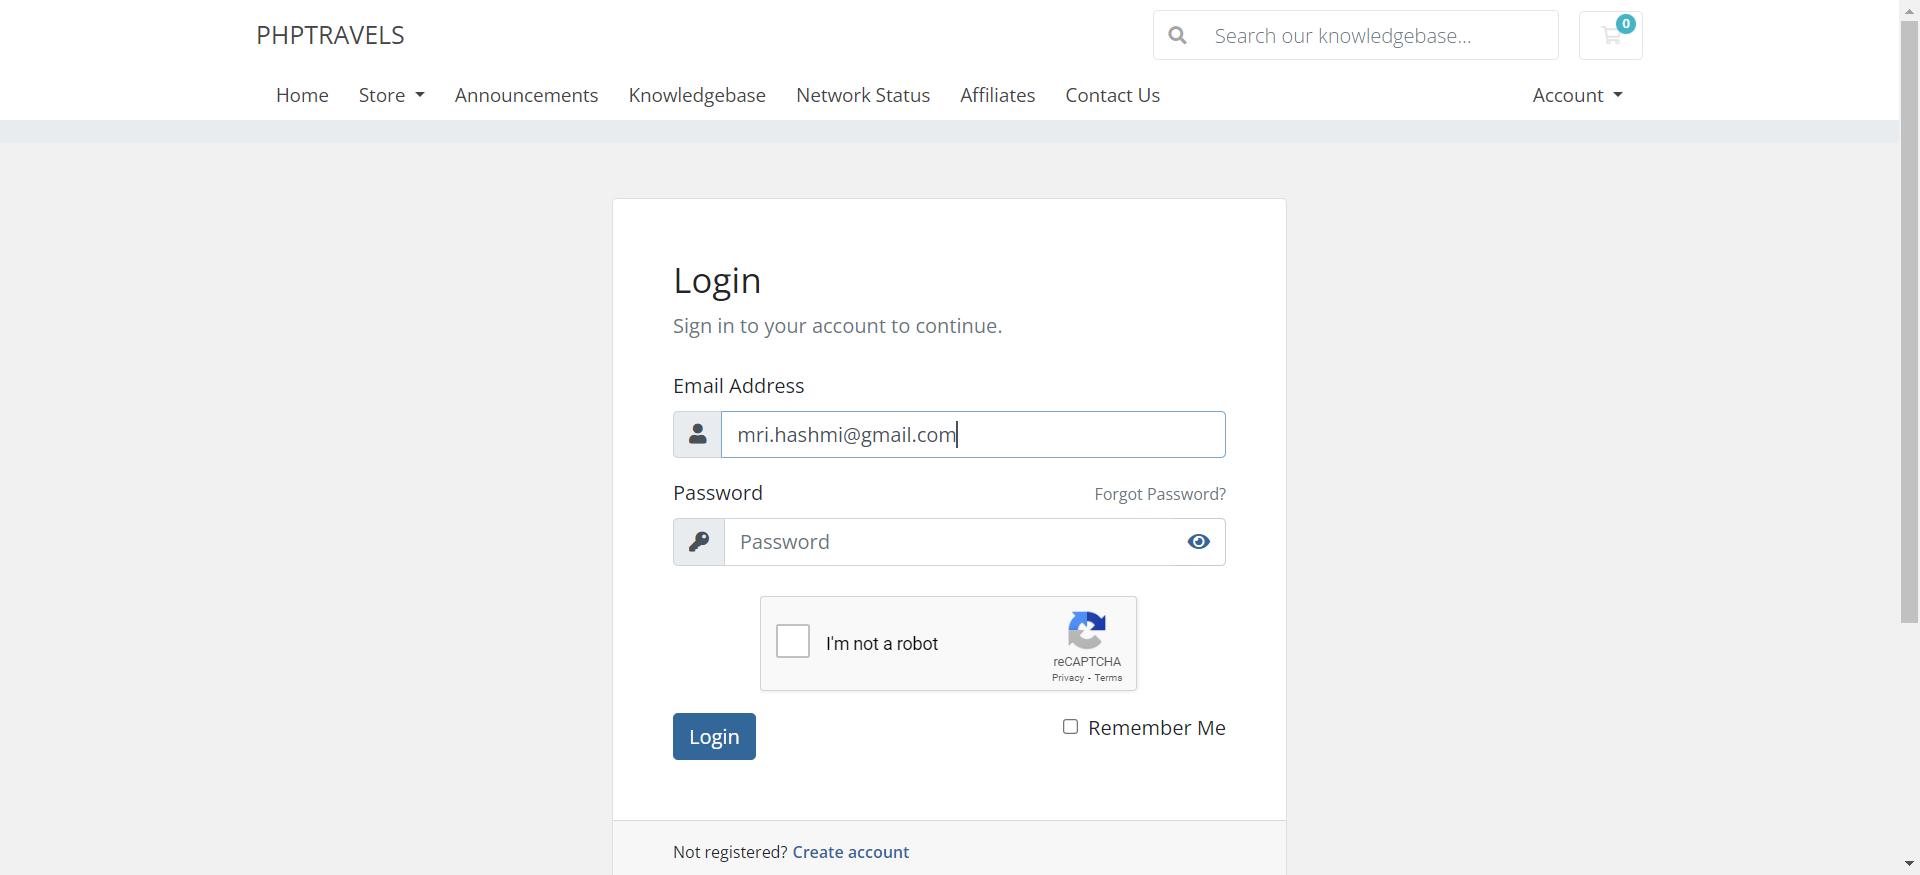 PHPTRAVELS
Search our knowledgebase...
0
Home Store Announcements Knowledgebase Network Status Affiliates Contact Us Account
Login
Sign in to your account to continue.
Email Address
mri.hashmi@gmail.com
Password Forgot Password?
Password
I'm not a robot
reCAPTCHA
Privacy - Terms
Login Remember Me
Not registered? Create account